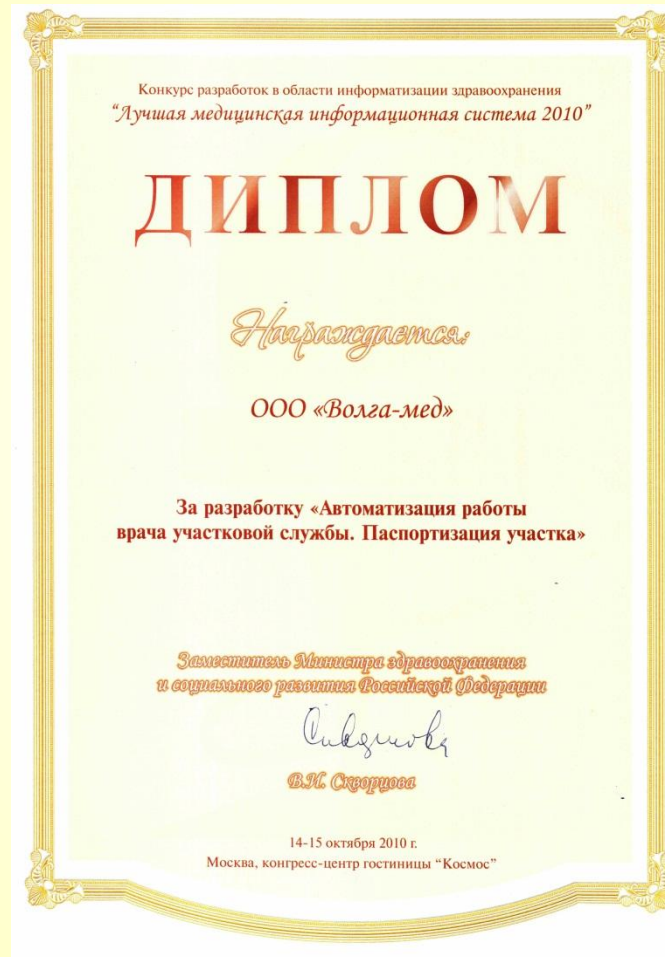 Конкурс разработок в области информатизации здравоохранения
“Лучшая медицинская информационная система 2010”
ДИПЛОМ
Награждается:
ООО «Волга-мед»
За разработку «Автоматизация работы
врача участковой службы. Паспортизация участка»
Заместитель Министра здравоохранения
и социального развития Российской Федерации
В.И. Скворцова
14-15 октября 2010 г.
Москва, конгресс-центр гостиницы “Космос”